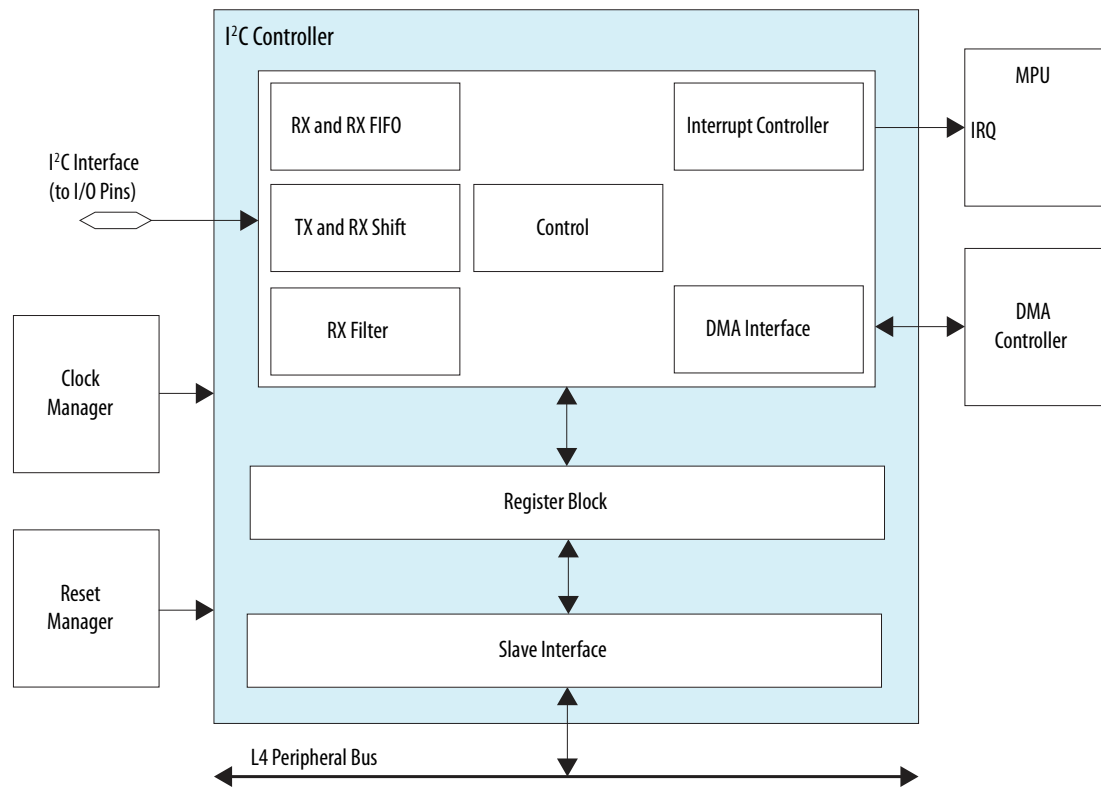 I²C Controller
RX and RX FIFO
Interrupt Controller
MPU
IRQ
I²C Interface
(to I/O Pins)
TX and RX Shift
Control
RX Filter
DMA Interface
DMA
Controller
Clock
Manager
Register Block
Reset
Manager
Slave Interface
L4 Peripheral Bus